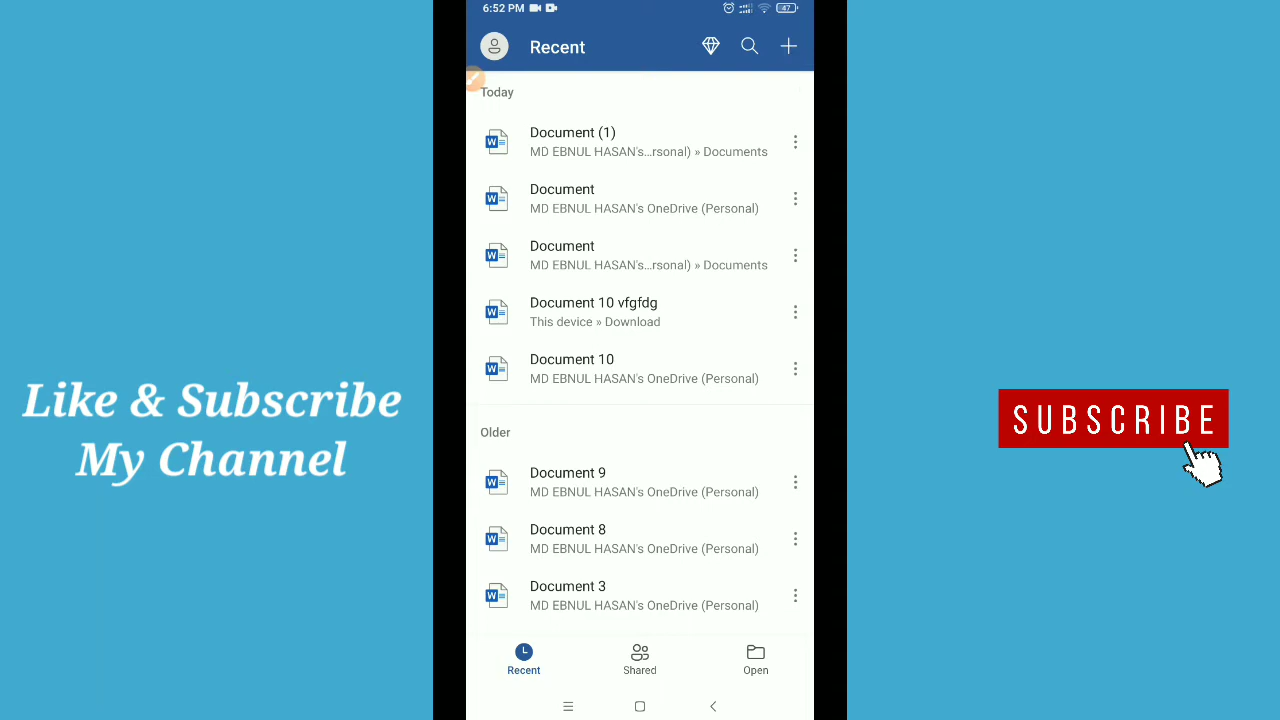 6:52 PM
47
Recent
Today
Document (1)
MD EBNUL HASAN's...rsonal) » Documents
Document
MD EBNUL HASAN's OneDrive (Personal)
Document
MD EBNUL HASAN's...rsonal) » Documents
Document 10 vfgfdg
This device » Download
Document 10
MD EBNUL HASAN's OneDrive (Personal)
Older
Document 9
MD EBNUL HASAN's OneDrive (Personal)
Document 8
MD EBNUL HASAN's OneDrive (Personal)
Document 3
MD EBNUL HASAN's OneDrive (Personal)
Recent
Shared
Open
Like & Subscribe
My Channel
SUBSCRIBE